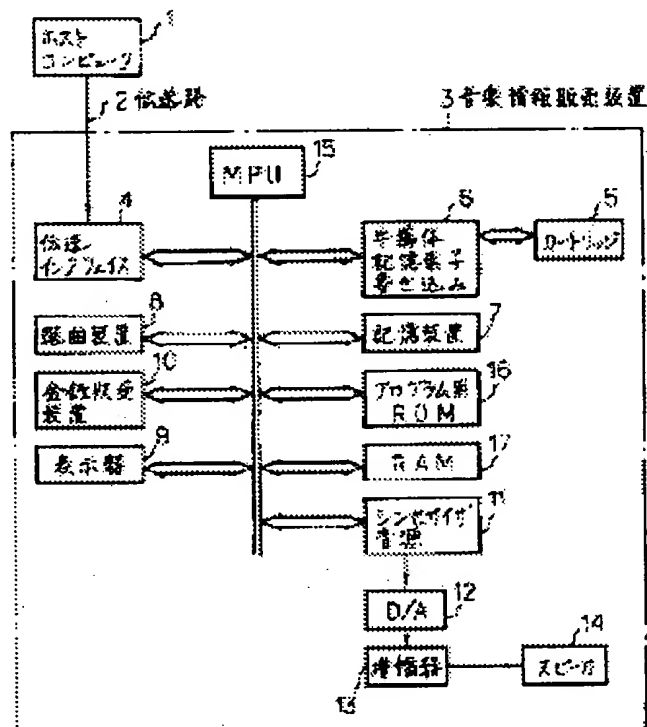 1
ホスト
コンピュータ
2 伝送路
3 音楽情報販売装置
MPU
15
4
伝送
インタフェイス
6
半導体
記憶素子
書き込み
5
カートリッジ
8
選曲装置
7
記憶装置
10
金銭収受
装置
16
プログラム用
ROM
9
表示器
17
RAM
11
シンセサイザ
音源
12
D/A
13
増幅器
14
スピーカ